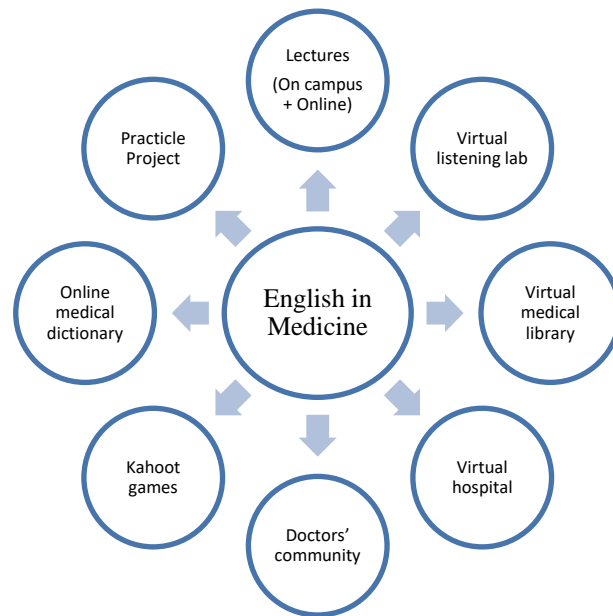 Lectures
(On campus
+ Online)
Virtual
listening lab
Virtual
medical
library
Virtual
hospital
Doctors’
community
Kahoot
games
Online
medical
dictionary
Practicle
Project
English in
Medicine